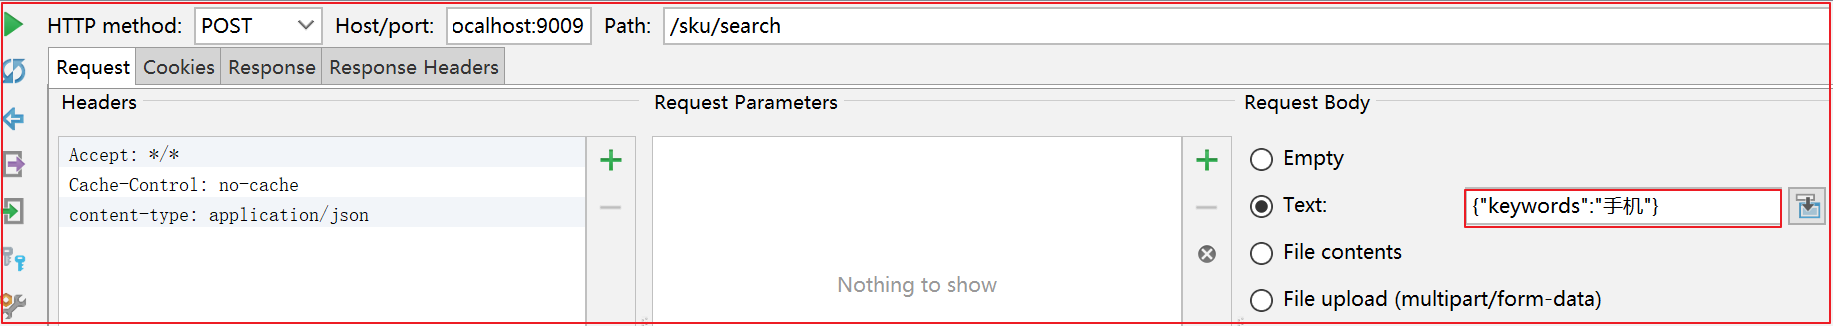 HTTP method: POST Host/port: ocalhost:9009 Path: /sku/search
Request Cookies Response Response Headers
Headers Request Parameters Request Body
Accept: */*
Cache-Control: no-cache
content-type: application/json
Nothing to show
Empty
Text: {"keywords":"手机"}
File contents
File upload (multipart/form-data)